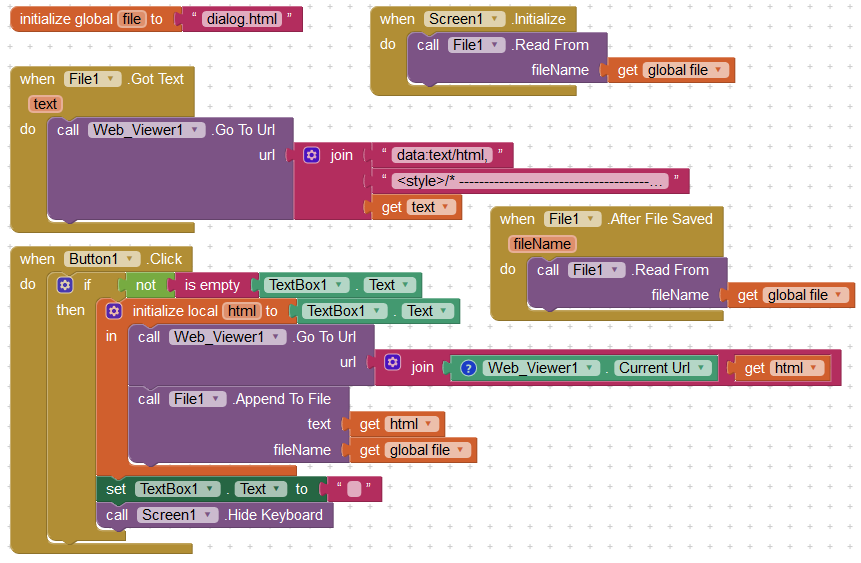 initialize global file to " dialog.html "
when Screen1 .Initialize
do call File1 .Read From
fileName get global file
when File1 .Got Text
text
do call Web_Viewer1 .Go To Url
url join " data:text/html, "
" <style>/* -------------------------------------... "
get text
when File1 .After File Saved
fileName
do call File1 .Read From
fileName get global file
when Button1 .Click
do if not is empty TextBox1 . Text
then initialize local html to TextBox1 . Text
in call Web_Viewer1 .Go To Url
url join ? Web_Viewer1 . Current Url get html
call File1 .Append To File
text get html
fileName get global file
set TextBox1 . Text to " "
call Screen1 .Hide Keyboard